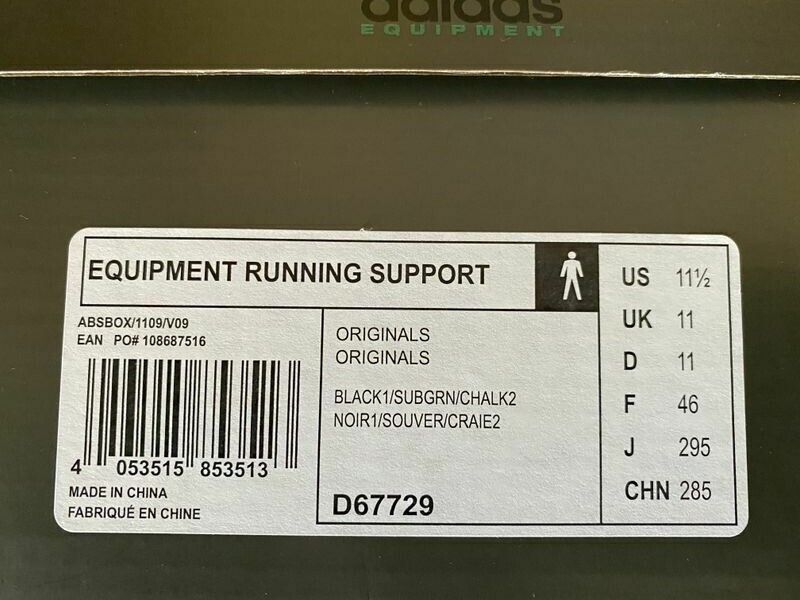 adidas
EQUIPMENT
EQUIPMENT RUNNING SUPPORT
ABSBOX/1109/V09
EAN PO# 108687516
4 053515 853513
MADE IN CHINA
FABRIQUÉ EN CHINE
ORIGINALS
ORIGINALS
BLACK1/SUBGRN/CHALK2
NOIR1/SOUVER/CRAIE2
D67729
US 11½
UK 11
D 11
F 46
J 295
CHN 285